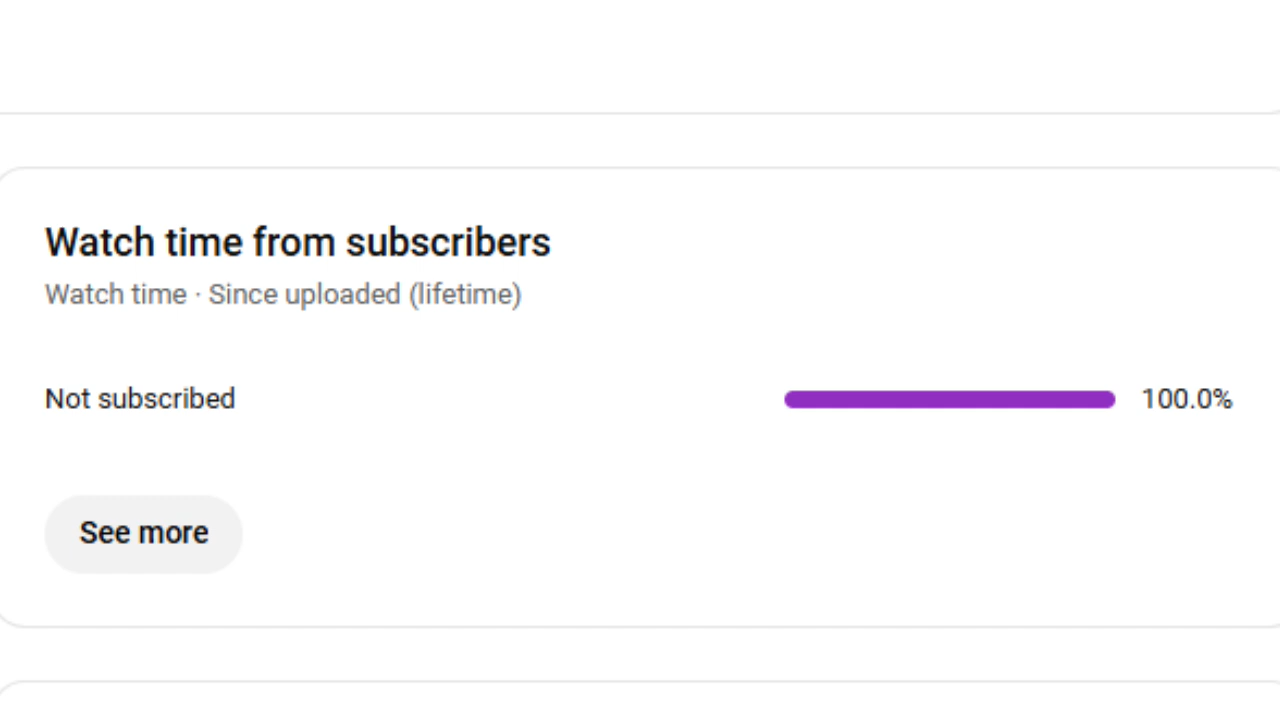 Watch time from subscribers
Watch time · Since uploaded (lifetime)
Not subscribed 100.0%
See more